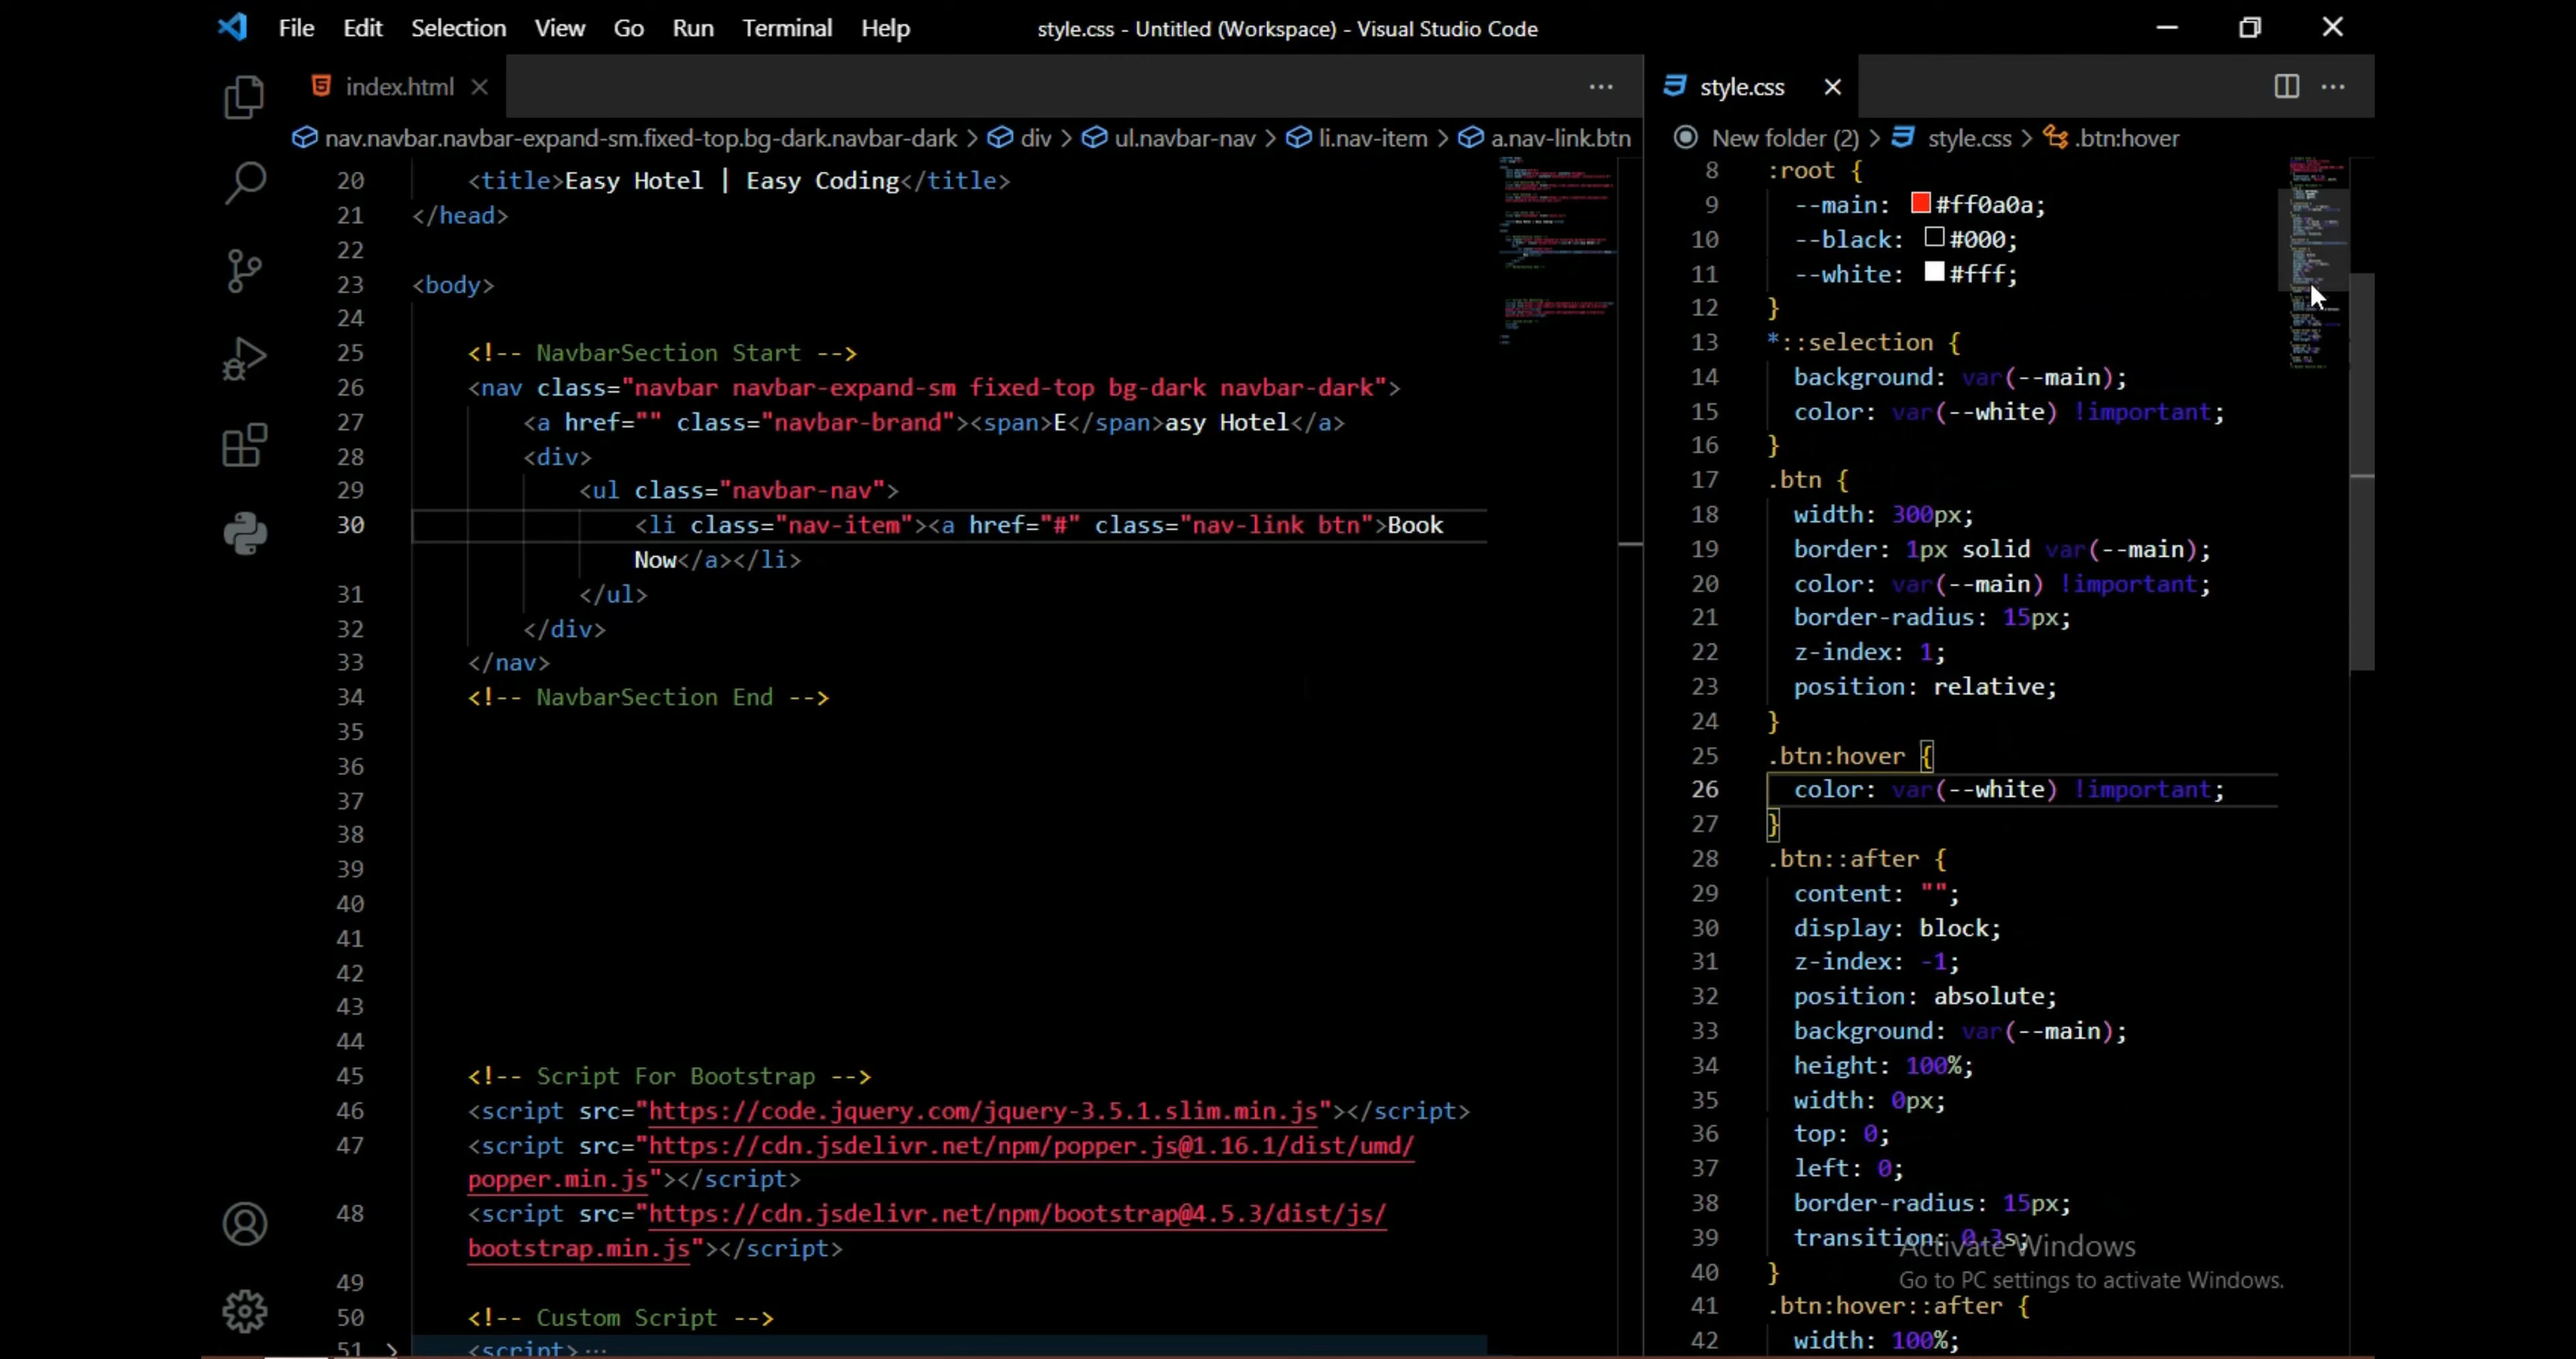 File Edit Selection View Go Run Terminal Help
style.css - Untitled (Workspace) - Visual Studio Code
index.html
nav.navbar.navbar-expand-sm.fixed-top.bg-dark.navbar-dark > div > ul.navbar-nav > li.nav-item > a.nav-link.btn
20 <title>Easy Hotel | Easy Coding</title>
21 </head>
22
23 <body>
24
25 <!-- NavbarSection Start -->
26 <nav class="navbar navbar-expand-sm fixed-top bg-dark navbar-dark">
27 <a href="" class="navbar-brand"><span>E</span>asy Hotel</a>
28 <div>
29 <ul class="navbar-nav">
30 <li class="nav-item"><a href="#" class="nav-link btn">Book
Now</a></li>
31 </ul>
32 </div>
33 </nav>
34 <!-- NavbarSection End -->
35
36
37
38
39
40
41
42
43
44
45 <!-- Script For Bootstrap -->
46 <script src="https://code.jquery.com/jquery-3.5.1.slim.min.js"></script>
47 <script src="https://cdn.jsdelivr.net/npm/popper.js@1.16.1/dist/umd/
popper.min.js"></script>
48 <script src="https://cdn.jsdelivr.net/npm/bootstrap@4.5.3/dist/js/
bootstrap.min.js"></script>
49
50 <!-- Custom Script -->
51 > <script>…
style.css
New folder (2) > style.css > .btn:hover
8 :root {
9 --main: #ff0a0a;
10 --black: #000;
11 --white: #fff;
12 }
13 *::selection {
14 background: var(--main);
15 color: var(--white) !important;
16 }
17 .btn {
18 width: 300px;
19 border: 1px solid var(--main);
20 color: var(--main) !important;
21 border-radius: 15px;
22 z-index: 1;
23 position: relative;
24 }
25 .btn:hover {
26 color: var(--white) !important;
27 }
28 .btn::after {
29 content: "";
30 display: block;
31 z-index: -1;
32 position: absolute;
33 background: var(--main);
34 height: 100%;
35 width: 0px;
36 top: 0;
37 left: 0;
38 border-radius: 15px;
39 transition: 0.3s;
40 }
41 .btn:hover::after {
42 width: 100%;
Activate Windows
Go to PC settings to activate Windows.